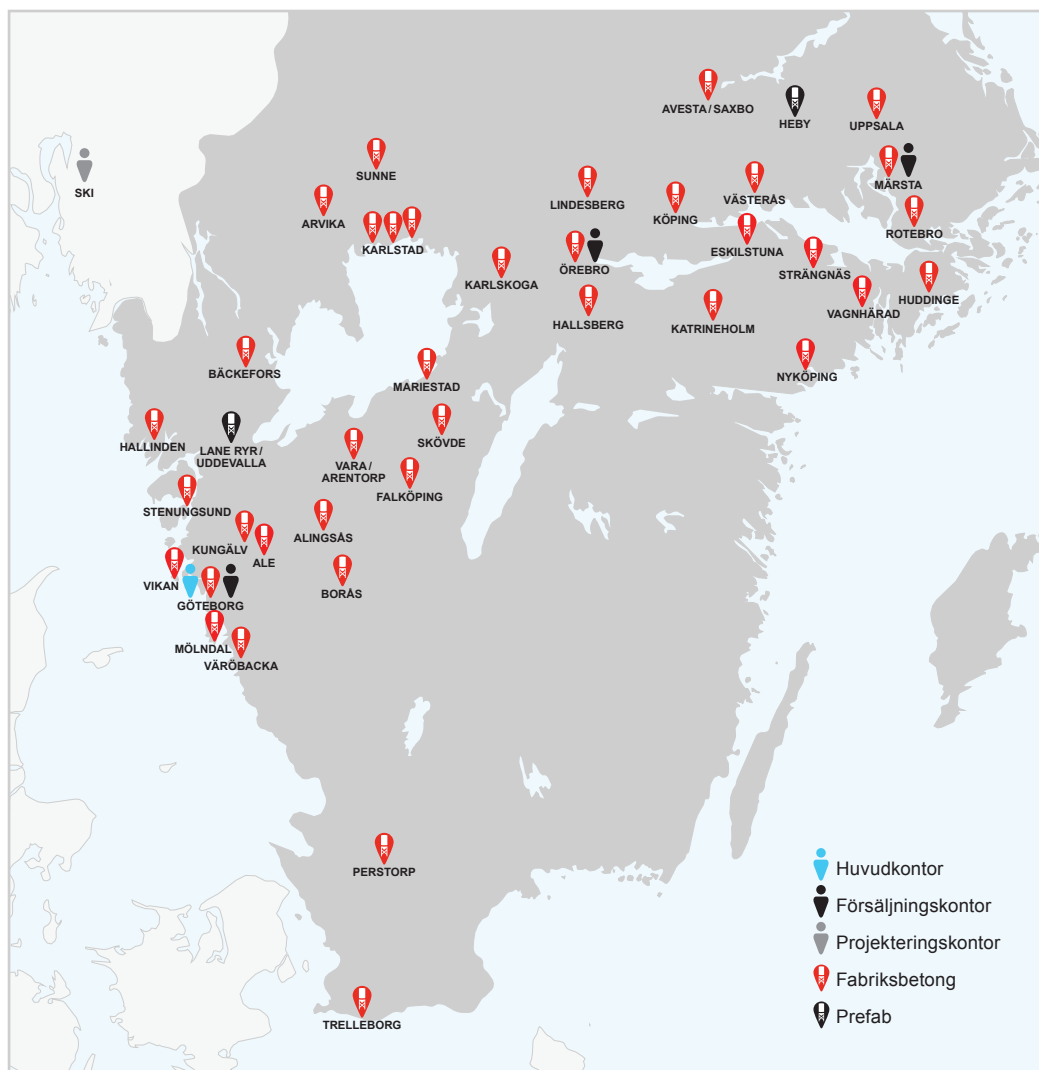 AVESTA / SAXBO
HEBY
UPPSALA
SKI
SUNNE
MÄRSTA
ARVIKA
LINDESBERG
KÖPING
VÄSTERÅS
ROTEBRO
KARLSTAD
ESKILSTUNA
ÖREBRO
STRÄNGNÄS
KARLSKOGA
HUDDINGE
HALLSBERG
KATRINEHOLM
VAGNHÄRAD
BÄCKEFORS
MARIESTAD
NYKÖPING
HALLINDEN
LANE RYR /
UDDEVALLA
SKÖVDE
VARA /
ARENTORP
FALKÖPING
STENUNGSUND
ALINGSÅS
KUNGÄLV
ALE
VIKAN
GÖTEBORG
BORÅS
MÖLNDAL
VÄRÖBACKA
PERSTORP
TRELLEBORG
Huvudkontor
Försäljningskontor
Projekteringskontor
Fabriksbetong
Prefab